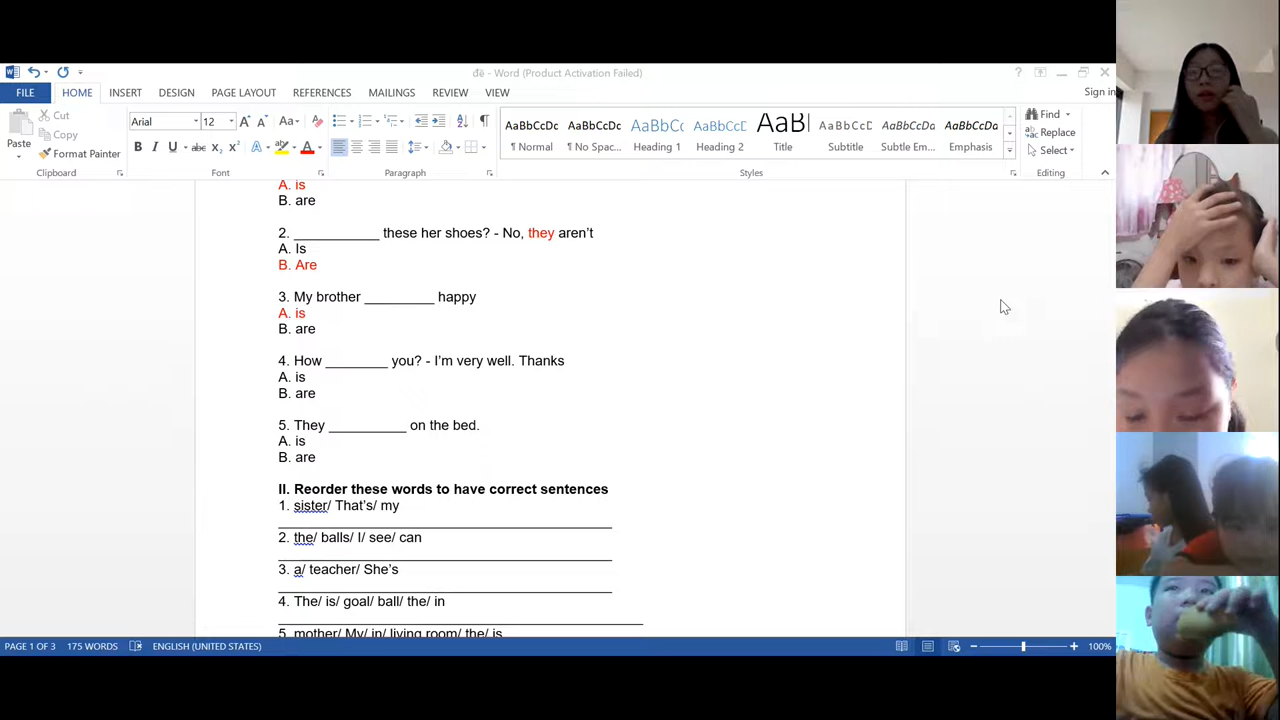 đề - Word (Product Activation Failed)
FILE HOME INSERT DESIGN PAGE LAYOUT REFERENCES MAILINGS REVIEW VIEW Sign in
Paste
Cut
Copy
Format Painter
Clipboard
Arial 12
Font
Paragraph
AaBbCcDc AaBbCcDc AaBbCc AaBbCcD AaB AaBbCcD AaBbCcDc AaBbCcDc
¶ Normal ¶ No Spac... Heading 1 Heading 2 Title Subtitle Subtle Em... Emphasis
Styles
Find
Replace
Select
Editing
A. is
B. are
2. ___________ these her shoes? - No, they aren’t
A. Is
B. Are
3. My brother _________ happy
A. is
B. are
4. How ________ you? - I’m very well. Thanks
A. is
B. are
5. They __________ on the bed.
A. is
B. are
II. Reorder these words to have correct sentences
1. sister/ That’s/ my
2. the/ balls/ I/ see/ can
3. a/ teacher/ She’s
4. The/ is/ goal/ ball/ the/ in
5. mother/ My/ in/ living room/ the/ is
PAGE 1 OF 3 175 WORDS ENGLISH (UNITED STATES) 100%